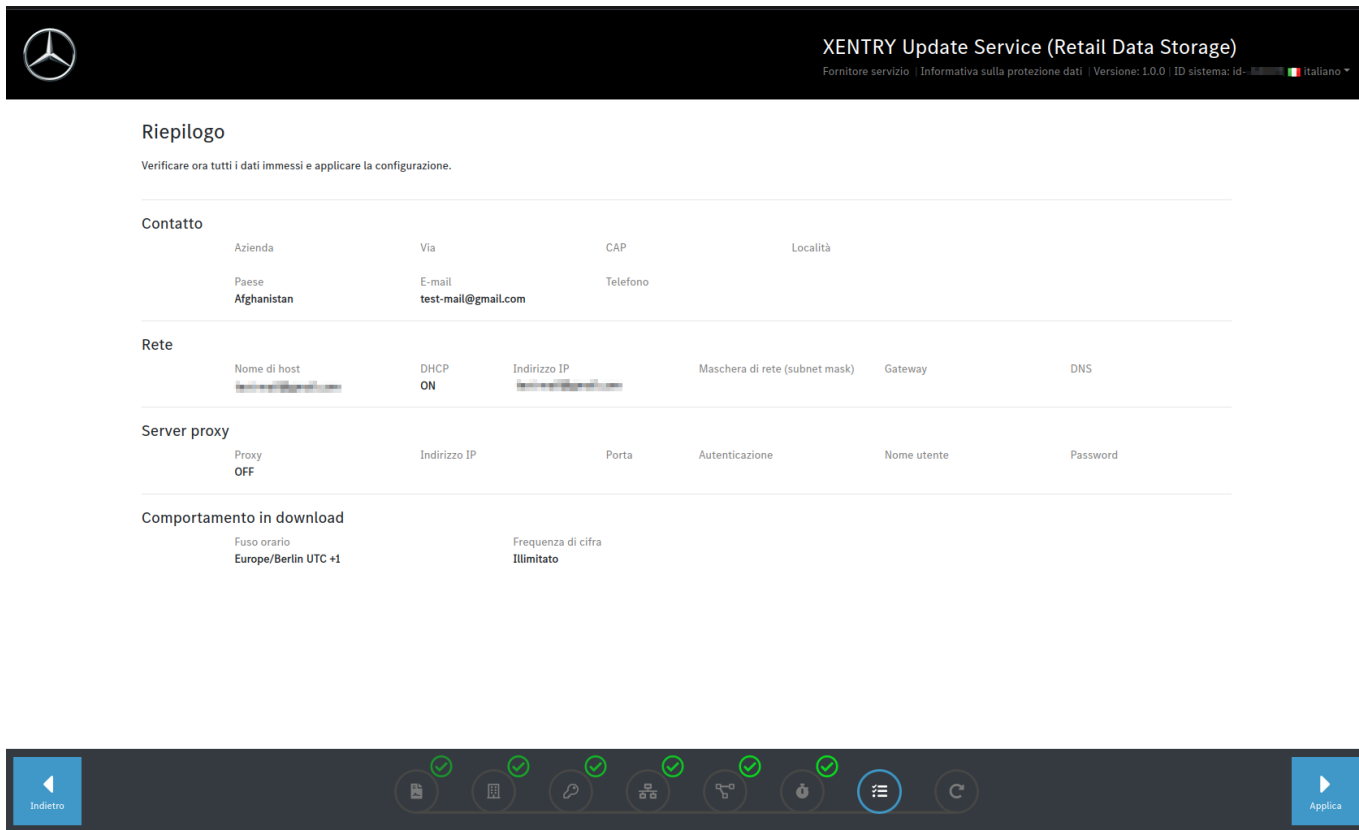 XENTRY Update Service (Retail Data Storage)
Fornitore servizio | Informativa sulla protezione dati | Versione: 1.0.0 | ID sistema: id- italiano
Riepilogo
Verificare ora tutti i dati immessi e applicare la configurazione.
Contatto
Azienda Via CAP Località
Paese E-mail Telefono
Afghanistan test-mail@gmail.com
Rete
Nome di host DHCP Indirizzo IP Maschera di rete (subnet mask) Gateway DNS
ON
Server proxy
Proxy Indirizzo IP Porta Autenticazione Nome utente Password
OFF
Comportamento in download
Fuso orario Frequenza di cifra
Europe/Berlin UTC +1 Illimitato
Indietro Applica